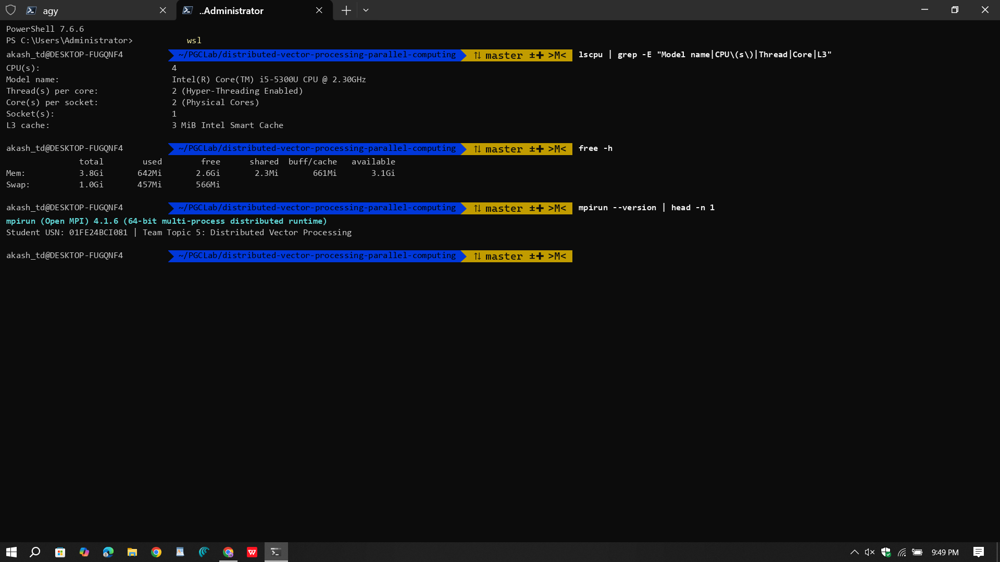 agy
..Administrator
PowerShell 7.6.6
PS C:\Users\Administrator> wsl
akash_td@DESKTOP-FUGQNF4 ~/PGCLab/distributed-vector-processing-parallel-computing ⇅ master ±✚ >M< lscpu | grep -E "Model name|CPU\(s\)|Thread|Core|L3"
CPU(s): 4
Model name: Intel(R) Core(TM) i5-5300U CPU @ 2.30GHz
Thread(s) per core: 2 (Hyper-Threading Enabled)
Core(s) per socket: 2 (Physical Cores)
Socket(s): 1
L3 cache: 3 MiB Intel Smart Cache
akash_td@DESKTOP-FUGQNF4 ~/PGCLab/distributed-vector-processing-parallel-computing ⇅ master ±✚ >M< free -h
total used free shared buff/cache available
Mem: 3.8Gi 642Mi 2.6Gi 2.3Mi 661Mi 3.1Gi
Swap: 1.0Gi 457Mi 566Mi
akash_td@DESKTOP-FUGQNF4 ~/PGCLab/distributed-vector-processing-parallel-computing ⇅ master ±✚ >M< mpirun --version | head -n 1
mpirun (Open MPI) 4.1.6 (64-bit multi-process distributed runtime)
Student USN: 01FE24BCI081 | Team Topic 5: Distributed Vector Processing
akash_td@DESKTOP-FUGQNF4 ~/PGCLab/distributed-vector-processing-parallel-computing ⇅ master ±✚ >M<
9:49 PM